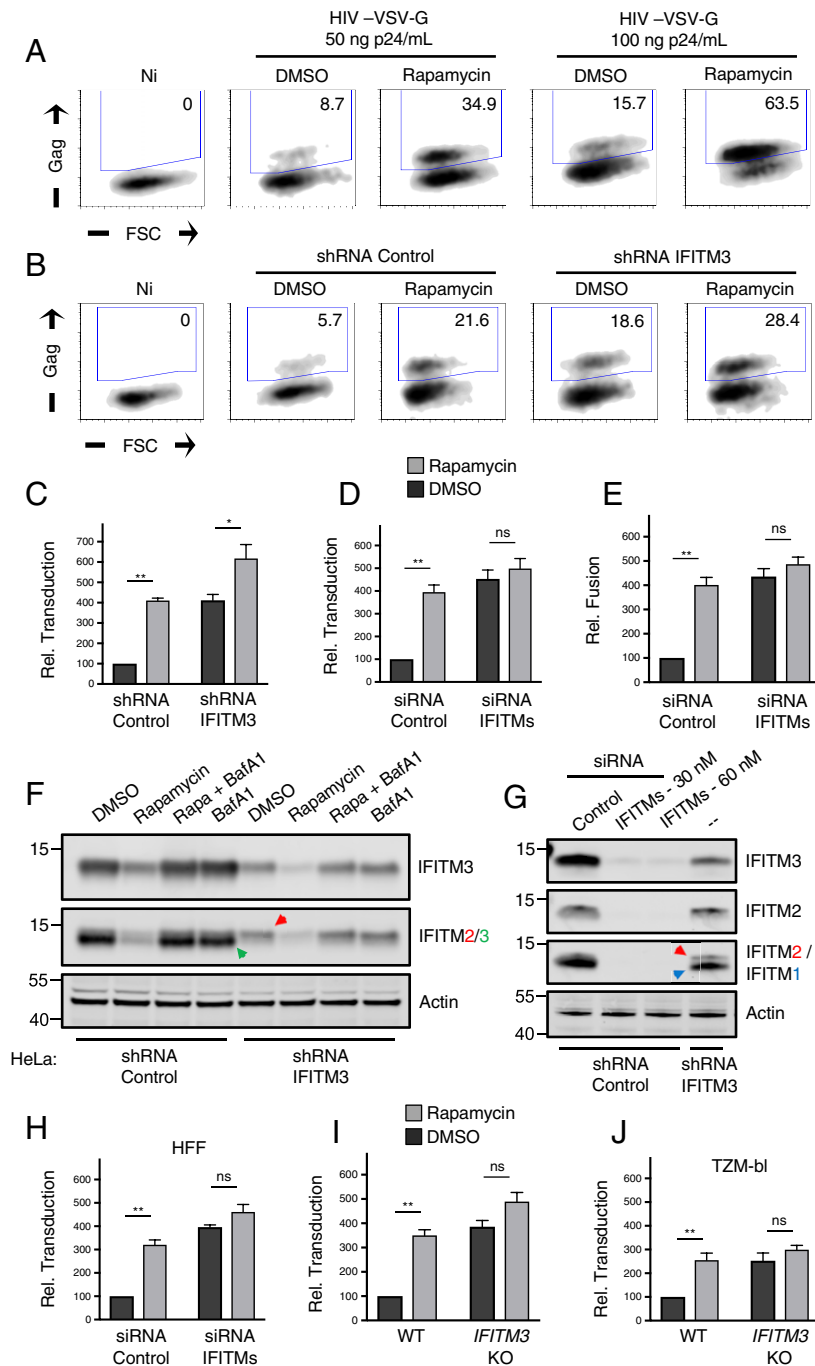 HIV –VSV-G
50 ng p24/mL
HIV –VSV-G
100 ng p24/mL
A
Ni
DMSO
Rapamycin
DMSO
Rapamycin
0
8.7
34.9
15.7
63.5
Gag
FSC
B
shRNA Control
shRNA IFITM3
Ni
DMSO
Rapamycin
DMSO
Rapamycin
0
5.7
21.6
18.6
28.4
Gag
FSC
Rapamycin
DMSO
C
Rel. Transduction
700
600
500
400
300
200
100
0
**
*
shRNA
Control
shRNA
IFITM3
D
Rel. Transduction
600
500
400
300
200
100
0
**
ns
siRNA
Control
siRNA
IFITMs
E
Rel. Fusion
600
500
400
300
200
100
0
**
ns
siRNA
Control
siRNA
IFITMs
F
DMSO
Rapamycin
Rapa + BafA1
BafA1
DMSO
Rapamycin
Rapa + BafA1
BafA1
15
IFITM3
15
IFITM2/3
55
40
Actin
HeLa:
shRNA
Control
shRNA
IFITM3
G
siRNA
Control
IFITMs - 30 nM
IFITMs - 60 nM
--
15
IFITM3
15
IFITM2
15
IFITM2 /
IFITM1
55
40
Actin
shRNA
Control
shRNA
IFITM3
Rapamycin
DMSO
H
HFF
Rel. Transduction
600
500
400
300
200
100
0
**
ns
siRNA
Control
siRNA
IFITMs
I
Rel. Transduction
600
500
400
300
200
100
0
**
ns
WT
IFITM3
KO
J
TZM-bl
Rel. Transduction
600
500
400
300
200
100
0
**
ns
WT
IFITM3
KO